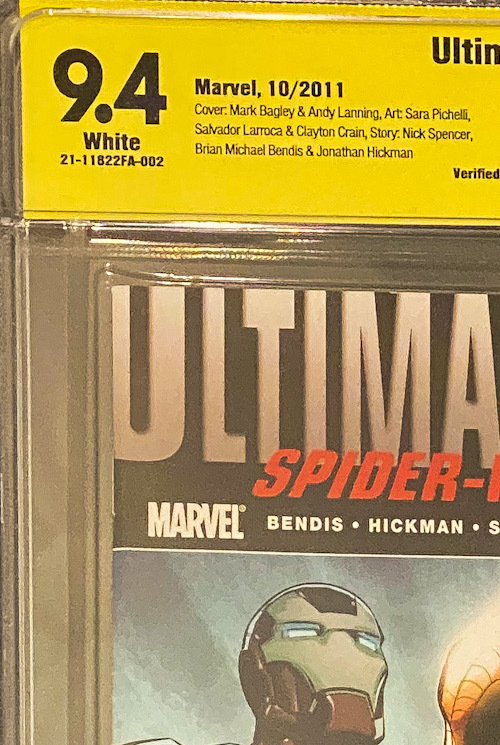 Ultim
9.4
White
21-11822FA-002
Marvel, 10/2011
Cover: Mark Bagley & Andy Lanning, Art: Sara Pichelli,
Salvador Larroca & Clayton Crain, Story: Nick Spencer,
Brian Michael Bendis & Jonathan Hickman
Verified
ULTIMA
SPIDER-
MARVEL
BENDIS • HICKMAN • S